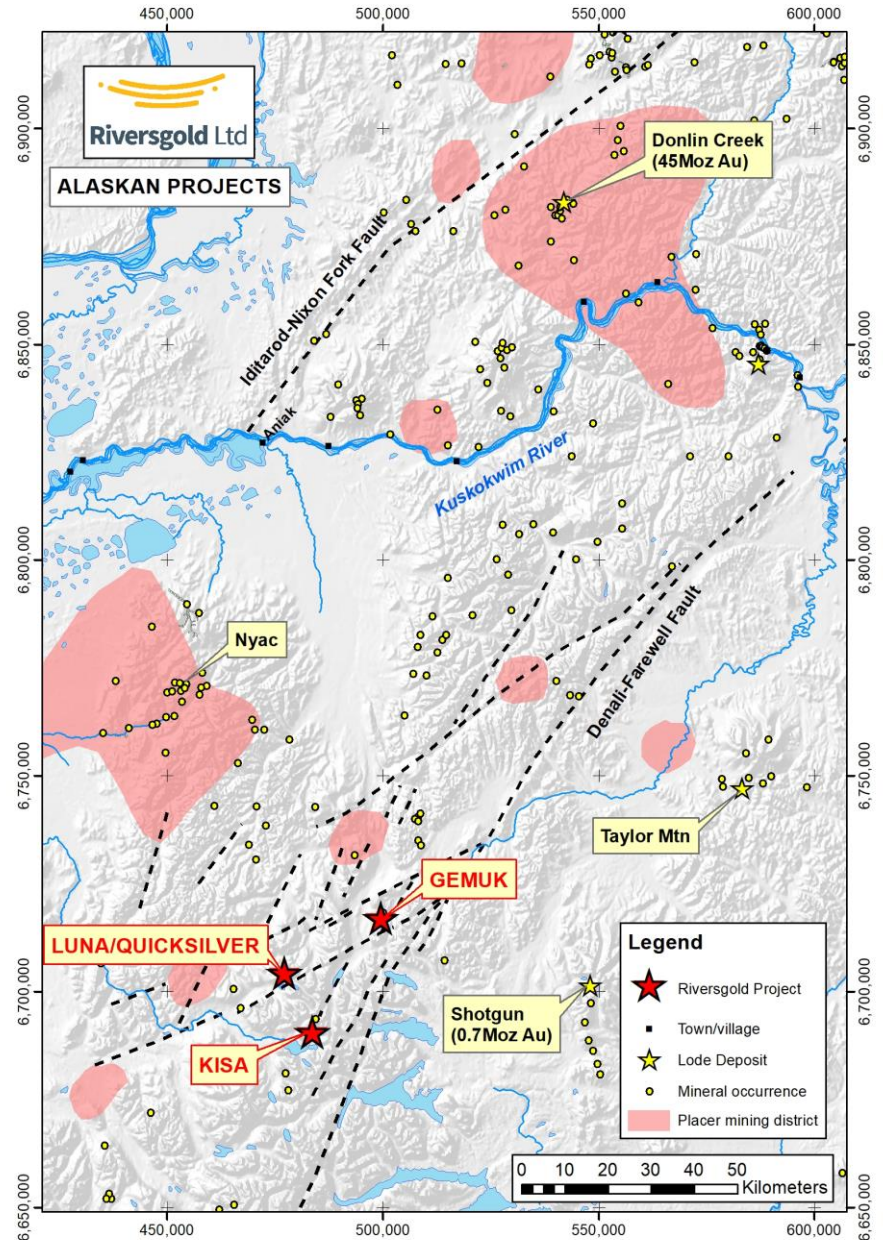 450,000
500,000
550,000
600,000
6,900,000
6,850,000
6,800,000
6,750,000
6,700,000
6,650,000
Riversgold Ltd
ALASKAN PROJECTS
Donlin Creek
(45Moz Au)
Iditarod-Nixon Fork Fault
Aniak
Kuskokwim River
Nyac
Denali-Farewell Fault
Taylor Mtn
GEMUK
LUNA/QUICKSILVER
KISA
Shotgun
(0.7Moz Au)
Legend
Riversgold Project
Town/village
Lode Deposit
Mineral occurrence
Placer mining district
0 10 20 30 40 50
Kilometers
6,900,000
6,850,000
6,800,000
6,750,000
6,700,000
6,650,000
450,000
500,000
550,000
600,000